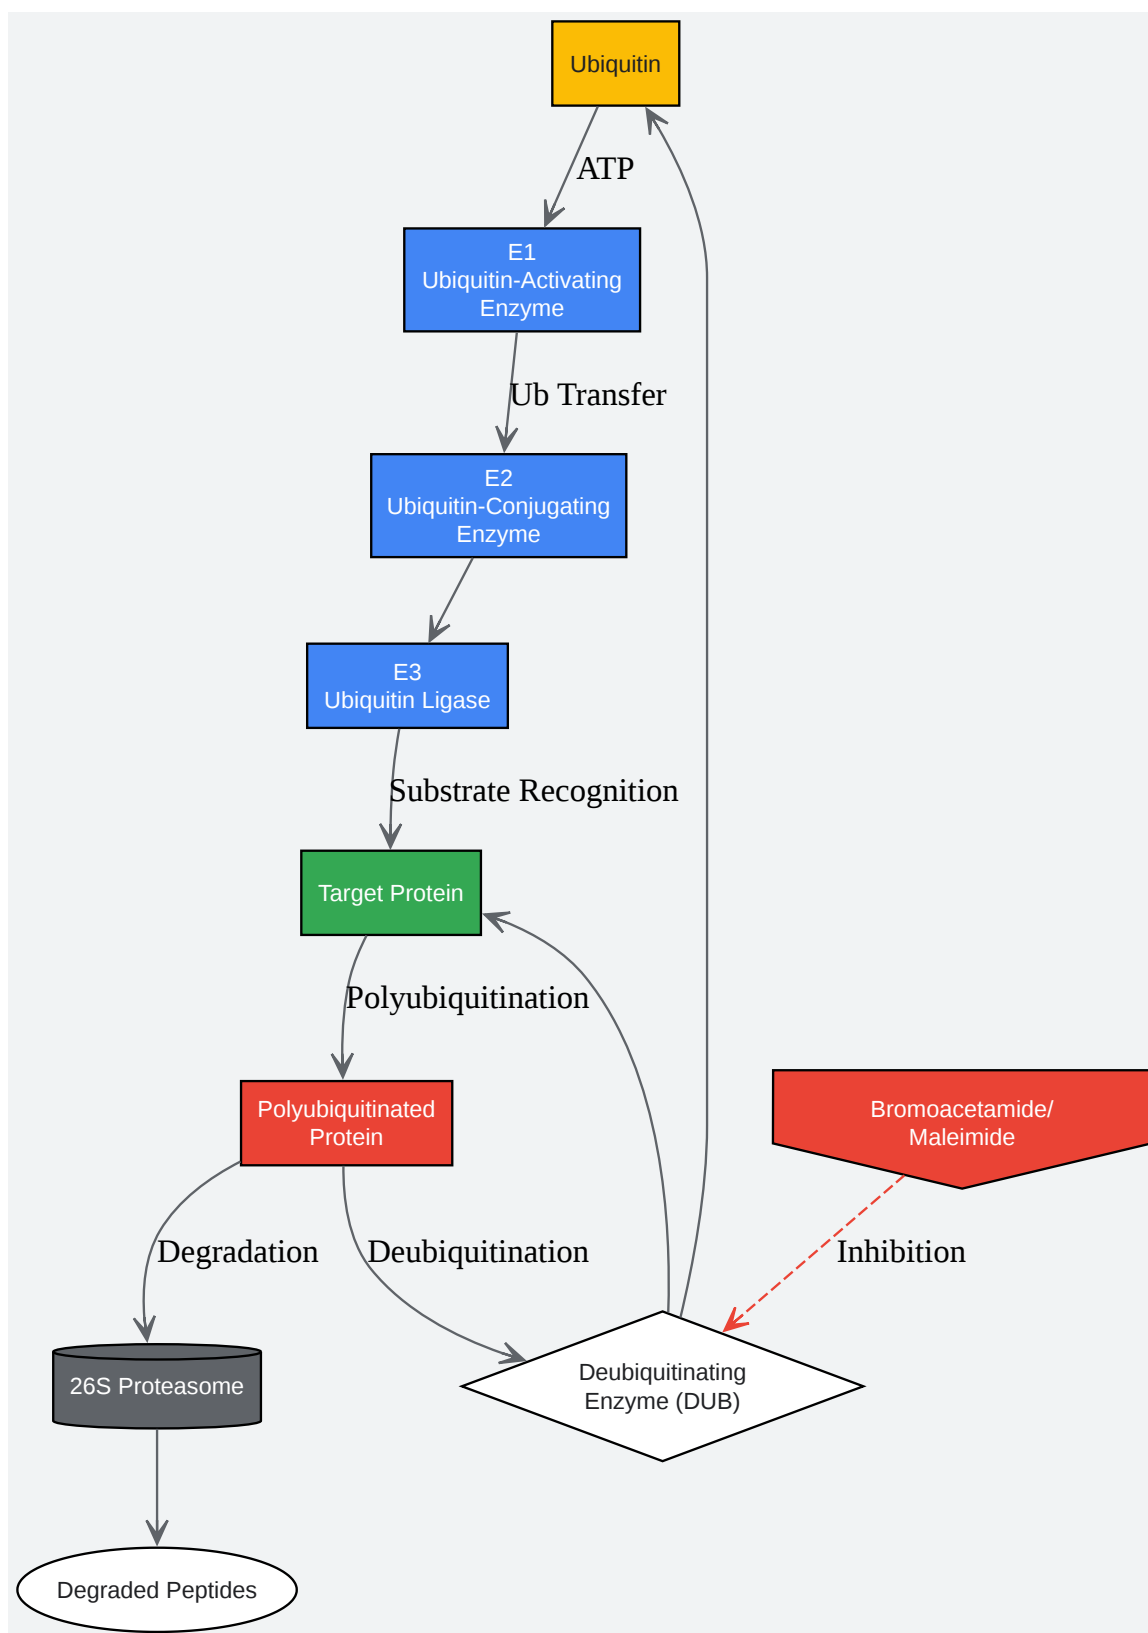 Ubiquitin
ATP
E1
Ubiquitin-Activating
Enzyme
Ub Transfer
E2
Ubiquitin-Conjugating
Enzyme
E3
Ubiquitin Ligase
Substrate Recognition
Target Protein
Polyubiquitination
Polyubiquitinated
Protein
Bromoacetamide/
Maleimide
Degradation
Deubiquitination
Inhibition
26S Proteasome
Deubiquitinating
Enzyme (DUB)
Degraded Peptides